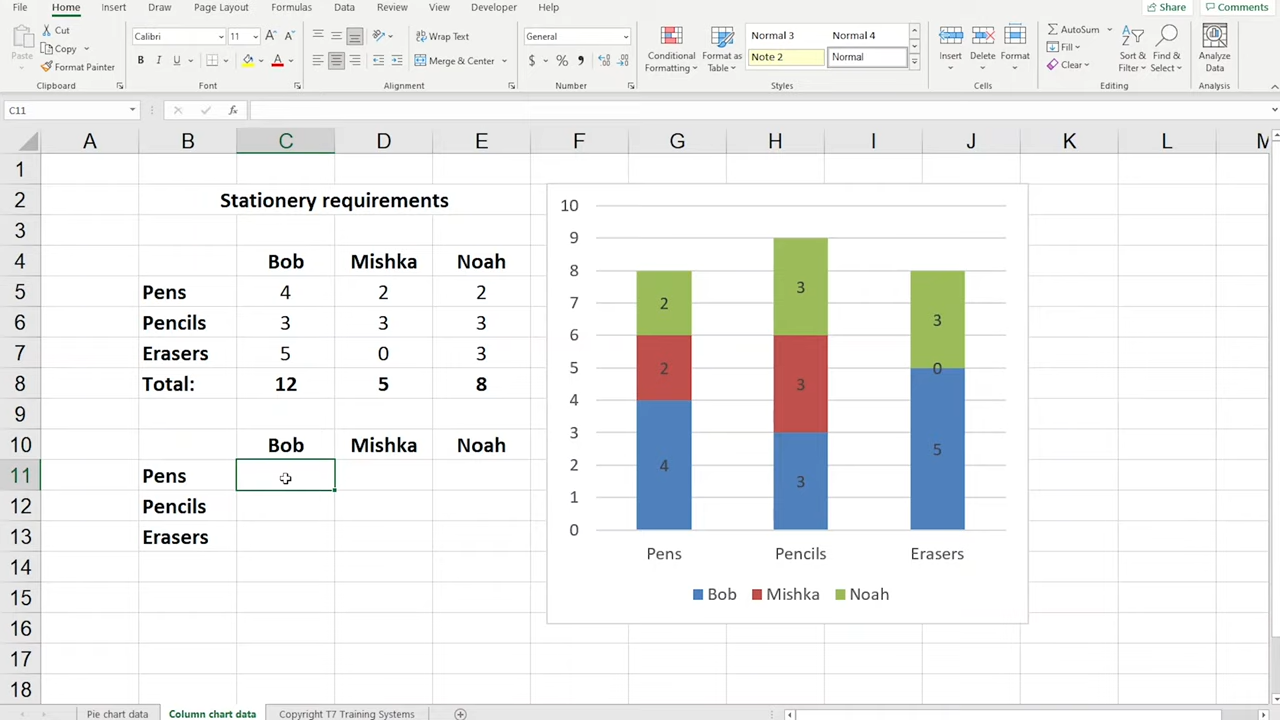 File Home Insert Draw Page Layout Formulas Data Review View Developer Help Share Comments
Paste Cut Copy Format Painter Clipboard
Calibri 11 A A B I U A Font
Wrap Text Merge & Center Alignment
General $ % , Number
Conditional Formatting Format as Table Normal 3 Normal 4 Note 2 Normal Styles
Insert Delete Format Cells
AutoSum Fill Clear Sort & Filter Find & Select Editing
Analyze Data Analysis
C11 fx
A B C D E F G H I J K L M
1
2 Stationery requirements
3
4 Bob Mishka Noah
5 Pens 4 2 2
6 Pencils 3 3 3
7 Erasers 5 0 3
8 Total: 12 5 8
9
10 Bob Mishka Noah
11 Pens
12 Pencils
13 Erasers
14
15
16
17
18
10
9
8
7
6
5
4
3
2
1
0
2 3 3
2 3 0
4 3 5
Pens Pencils Erasers
Bob Mishka Noah
Pie chart data Column chart data Copyright T7 Training Systems